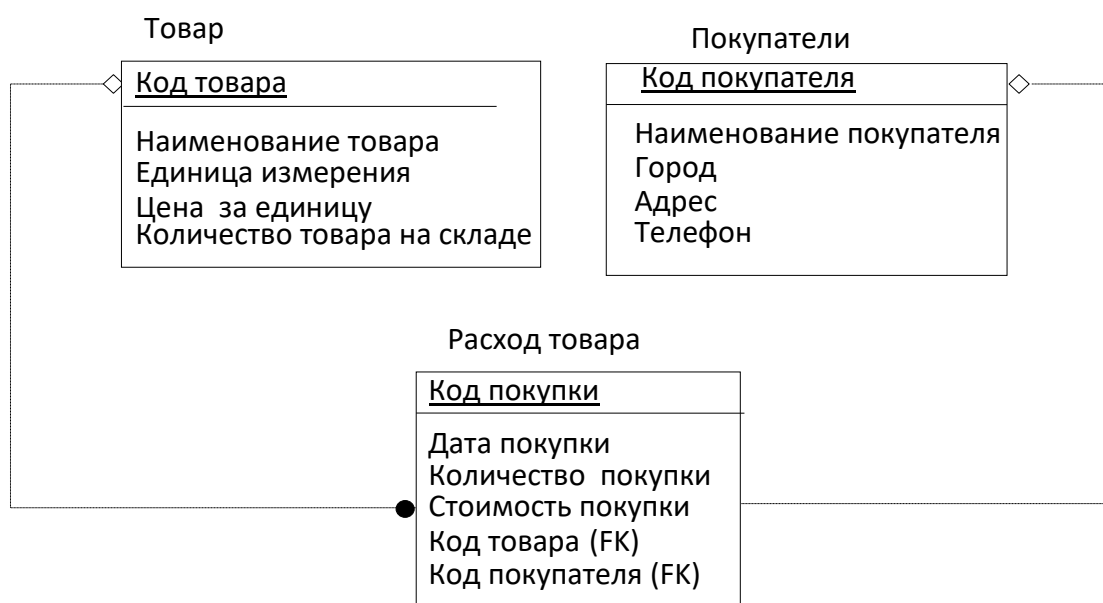 Товар
Код товара
Наименование товара
Единица измерения
Цена за единицу
Количество товара на складе
Покупатели
Код покупателя
Наименование покупателя
Город
Адрес
Телефон
Расход товара
Код покупки
Дата покупки
Количество покупки
Стоимость покупки
Код товара (FK)
Код покупателя (FK)